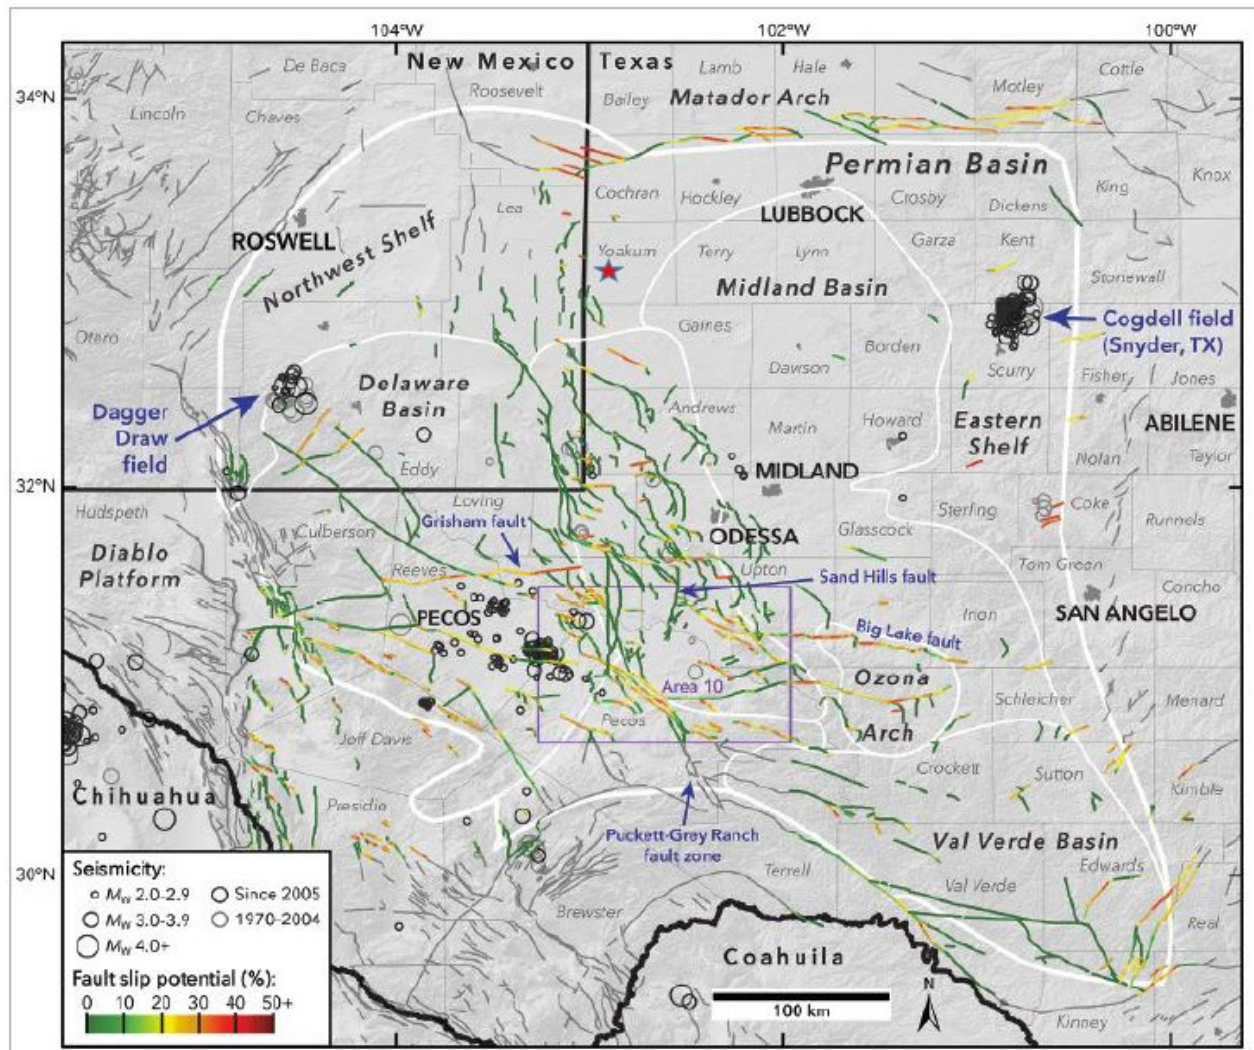 104°W
102°W
100°W
De Baca
New Mexico
Texas
Lamb
Hale
Cottle
Motley
34°N
Roosevelt
Bailey
Matador Arch
Lincoln
Chaves
Permian Basin
Knox
King
Cochran
Hockley
Crosby
Dickens
Lea
LUBBOCK
ROSWELL
Northwest Shelf
Yoakum
Terry
Lynn
Garza
Kent
Stonewall
Midland Basin
Otero
Gaines
Cogdell field
(Snyder, TX)
Borden
Dawson
Scurry
Fisher
Jones
Delaware
Basin
Dagger
Draw
field
Andrews
Martin
Howard
Eastern
Shelf
ABILENE
Nolan
Taylor
Eddy
MIDLAND
32°N
Loving
Hudspeth
Culberson
Grisham fault
ODESSA
Glasscock
Sterling
Coke
Runnels
Diablo
Platform
Reeves
Upton
Sand Hills fault
Tom Green
Concho
PECOS
Irion
SAN ANGELO
Big Lake fault
Area 10
Ozona
Arch
Schleicher
Menard
Pecos
Jeff Davis
Crockett
Sutton
Kimble
Chihuahua
Presidio
Puckett-Grey Ranch
fault zone
Val Verde Basin
Edwards
30°N
Terrell
Val Verde
Real
Brewster
Coahuila
N
100 km
Kinney
Seismicity:
Mw 2.0-2.9
Since 2005
Mw 3.0-3.9
1970-2004
Mw 4.0+
Fault slip potential (%):
0 10 20 30 40 50+